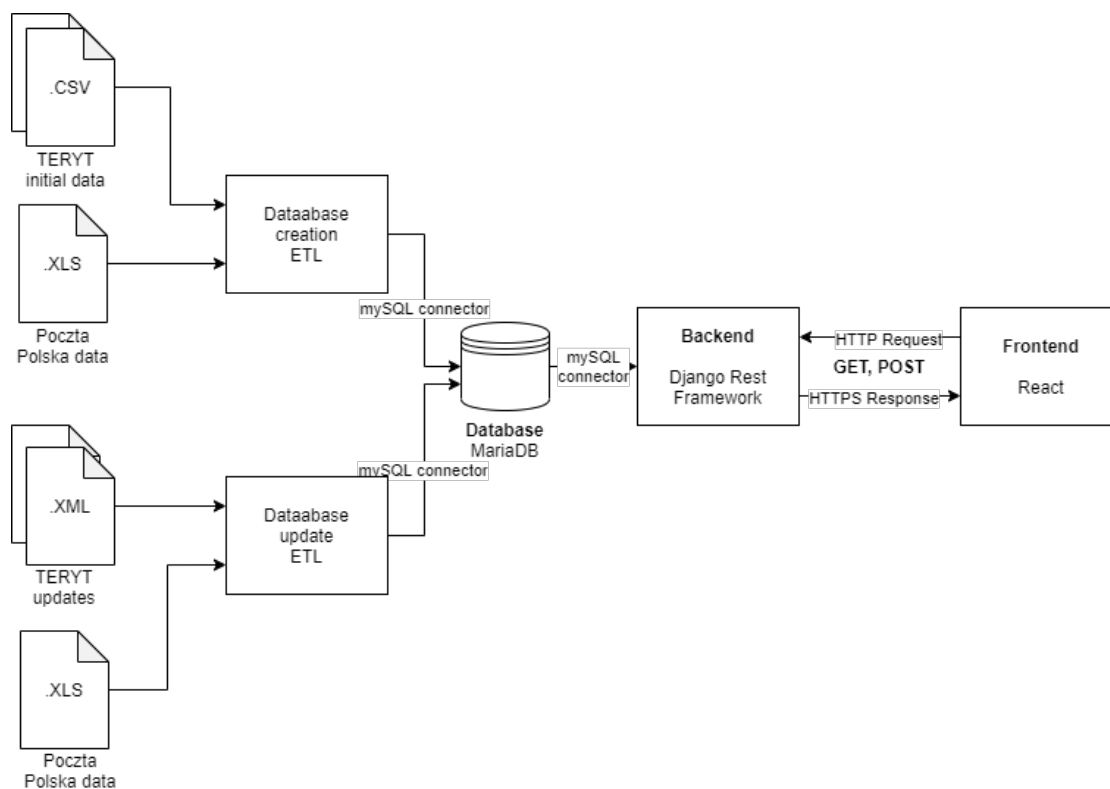 .CSV
TERYT
initial data
.XLS
Poczta
Polska data
Dataabase
creation
ETL
mySQL connector
mySQL
connector
Database
MariaDB
Backend
Django Rest
Framework
HTTP Request
GET, POST
HTTPS Response
Frontend
React
mySQL connector
.XML
TERYT
updates
Dataabase
update
ETL
.XLS
Poczta
Polska data